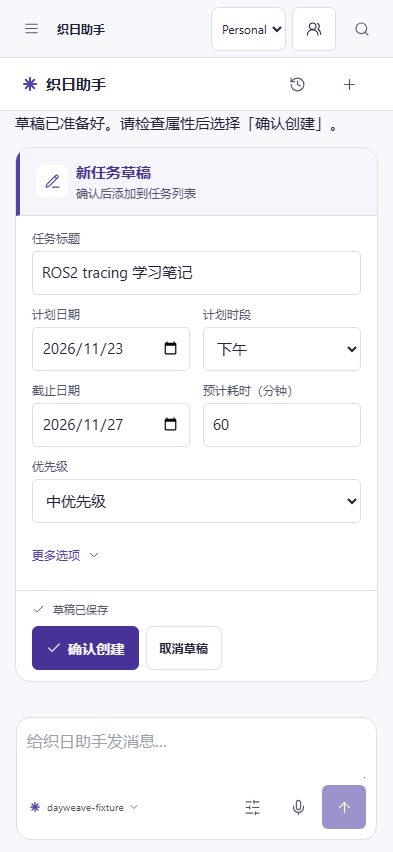 织日助手
Personal
织日助手
草稿已准备好。请检查属性后选择「确认创建」。
新任务草稿
确认后添加到任务列表
任务标题
ROS2 tracing 学习笔记
计划日期
计划时段
2026/11/23
下午
截止日期
预计耗时（分钟）
2026/11/27
60
优先级
中优先级
更多选项
草稿已保存
确认创建
取消草稿
给织日助手发消息...
dayweave-fixture